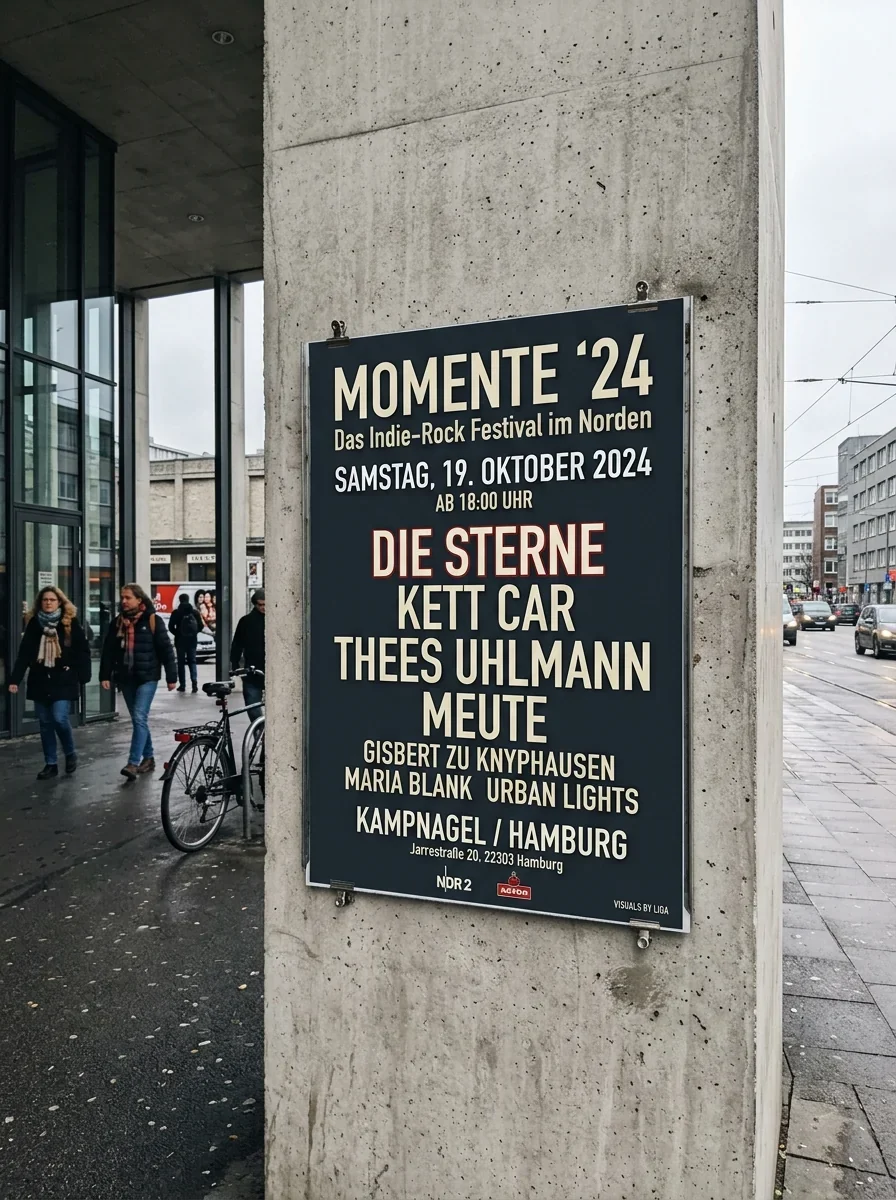 MOMENTE ‘24
Das Indie-Rock Festival im Norden
SAMSTAG, 19. OKTOBER 2024
AB 18:00 UHR
DIE STERNE
KETT CAR
THEES UHLMANN
MEUTE
GISBERT ZU KNYPHAUSEN
MARIA BLANK URBAN LIGHTS
KAMPNAGEL / HAMBURG
Jarrestraße 20, 22303 Hamburg
NDR 2
VISUALS BY LIGA